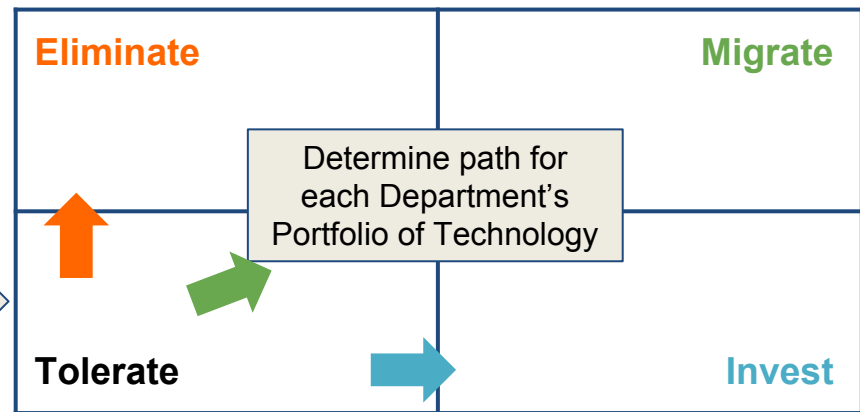 Eliminate
Migrate
Determine path for
each Department’s
Portfolio of Technology
Tolerate
Invest